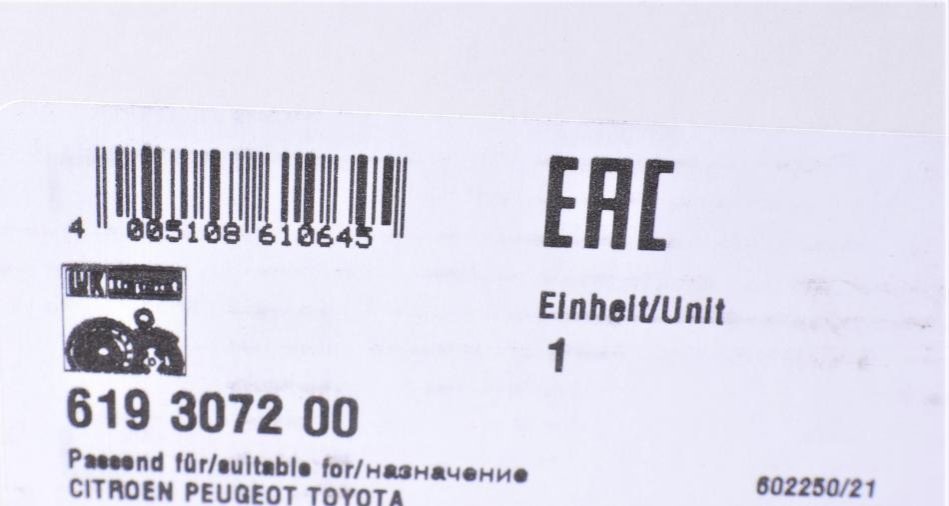 4 005108 610645
EAC
LuK
Einheit/Unit
1
619 3072 00
Passend für/suitable for/назначение
CITROEN PEUGEOT TOYOTA
602250/21